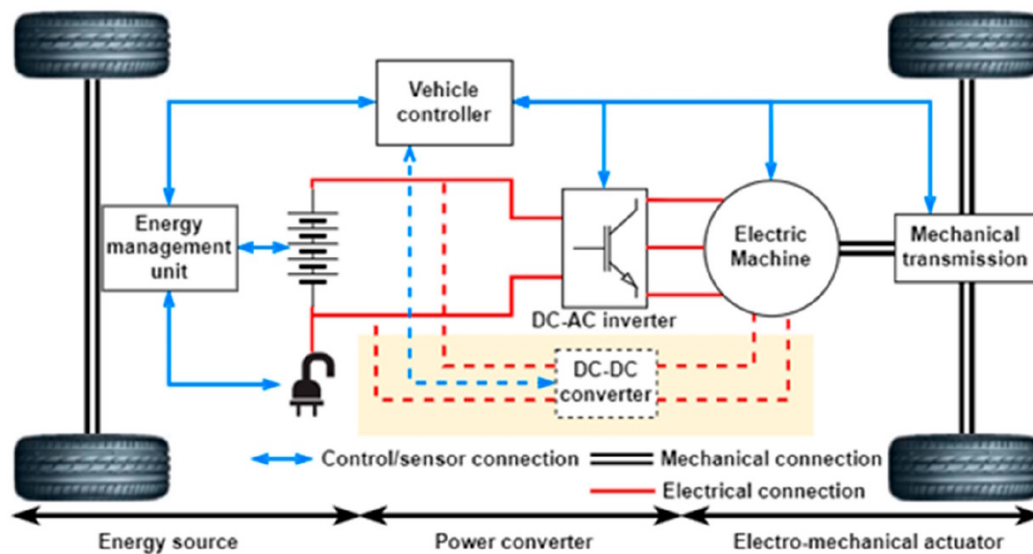 Vehicle
controller
Energy
management
unit
Electric
Machine
Mechanical
transmission
DC-AC inverter
DC-DC
converter
Control/sensor connection
Mechanical connection
Electrical connection
Energy source
Power converter
Electro-mechanical actuator